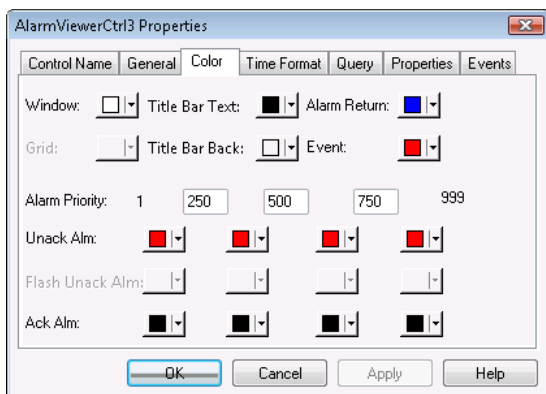 AlarmViewerCtrl3 Properties
Control Name General Color Time Format Query Properties Events
Window: Title Bar Text: Alarm Return:
Grid: Title Bar Back: Event:
Alarm Priority: 1 250 500 750 999
Unack Alm:
Flash Unack Alm:
Ack Alm:
OK Cancel Apply Help